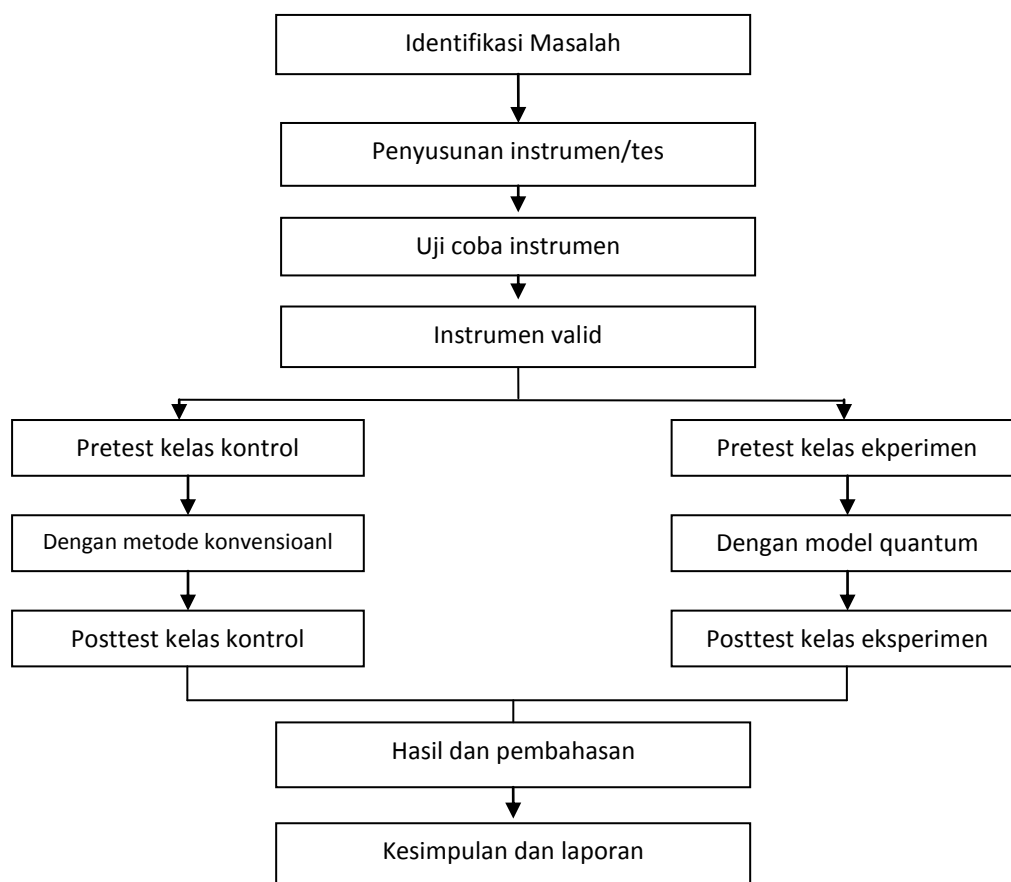 Identifikasi Masalah
Penyusunan instrumen/tes
Uji coba instrumen
Instrumen valid
Pretest kelas kontrol
Pretest kelas ekperimen
Dengan metode konvensioanl
Dengan model quantum
Posttest kelas kontrol
Posttest kelas eksperimen
Hasil dan pembahasan
Kesimpulan dan laporan